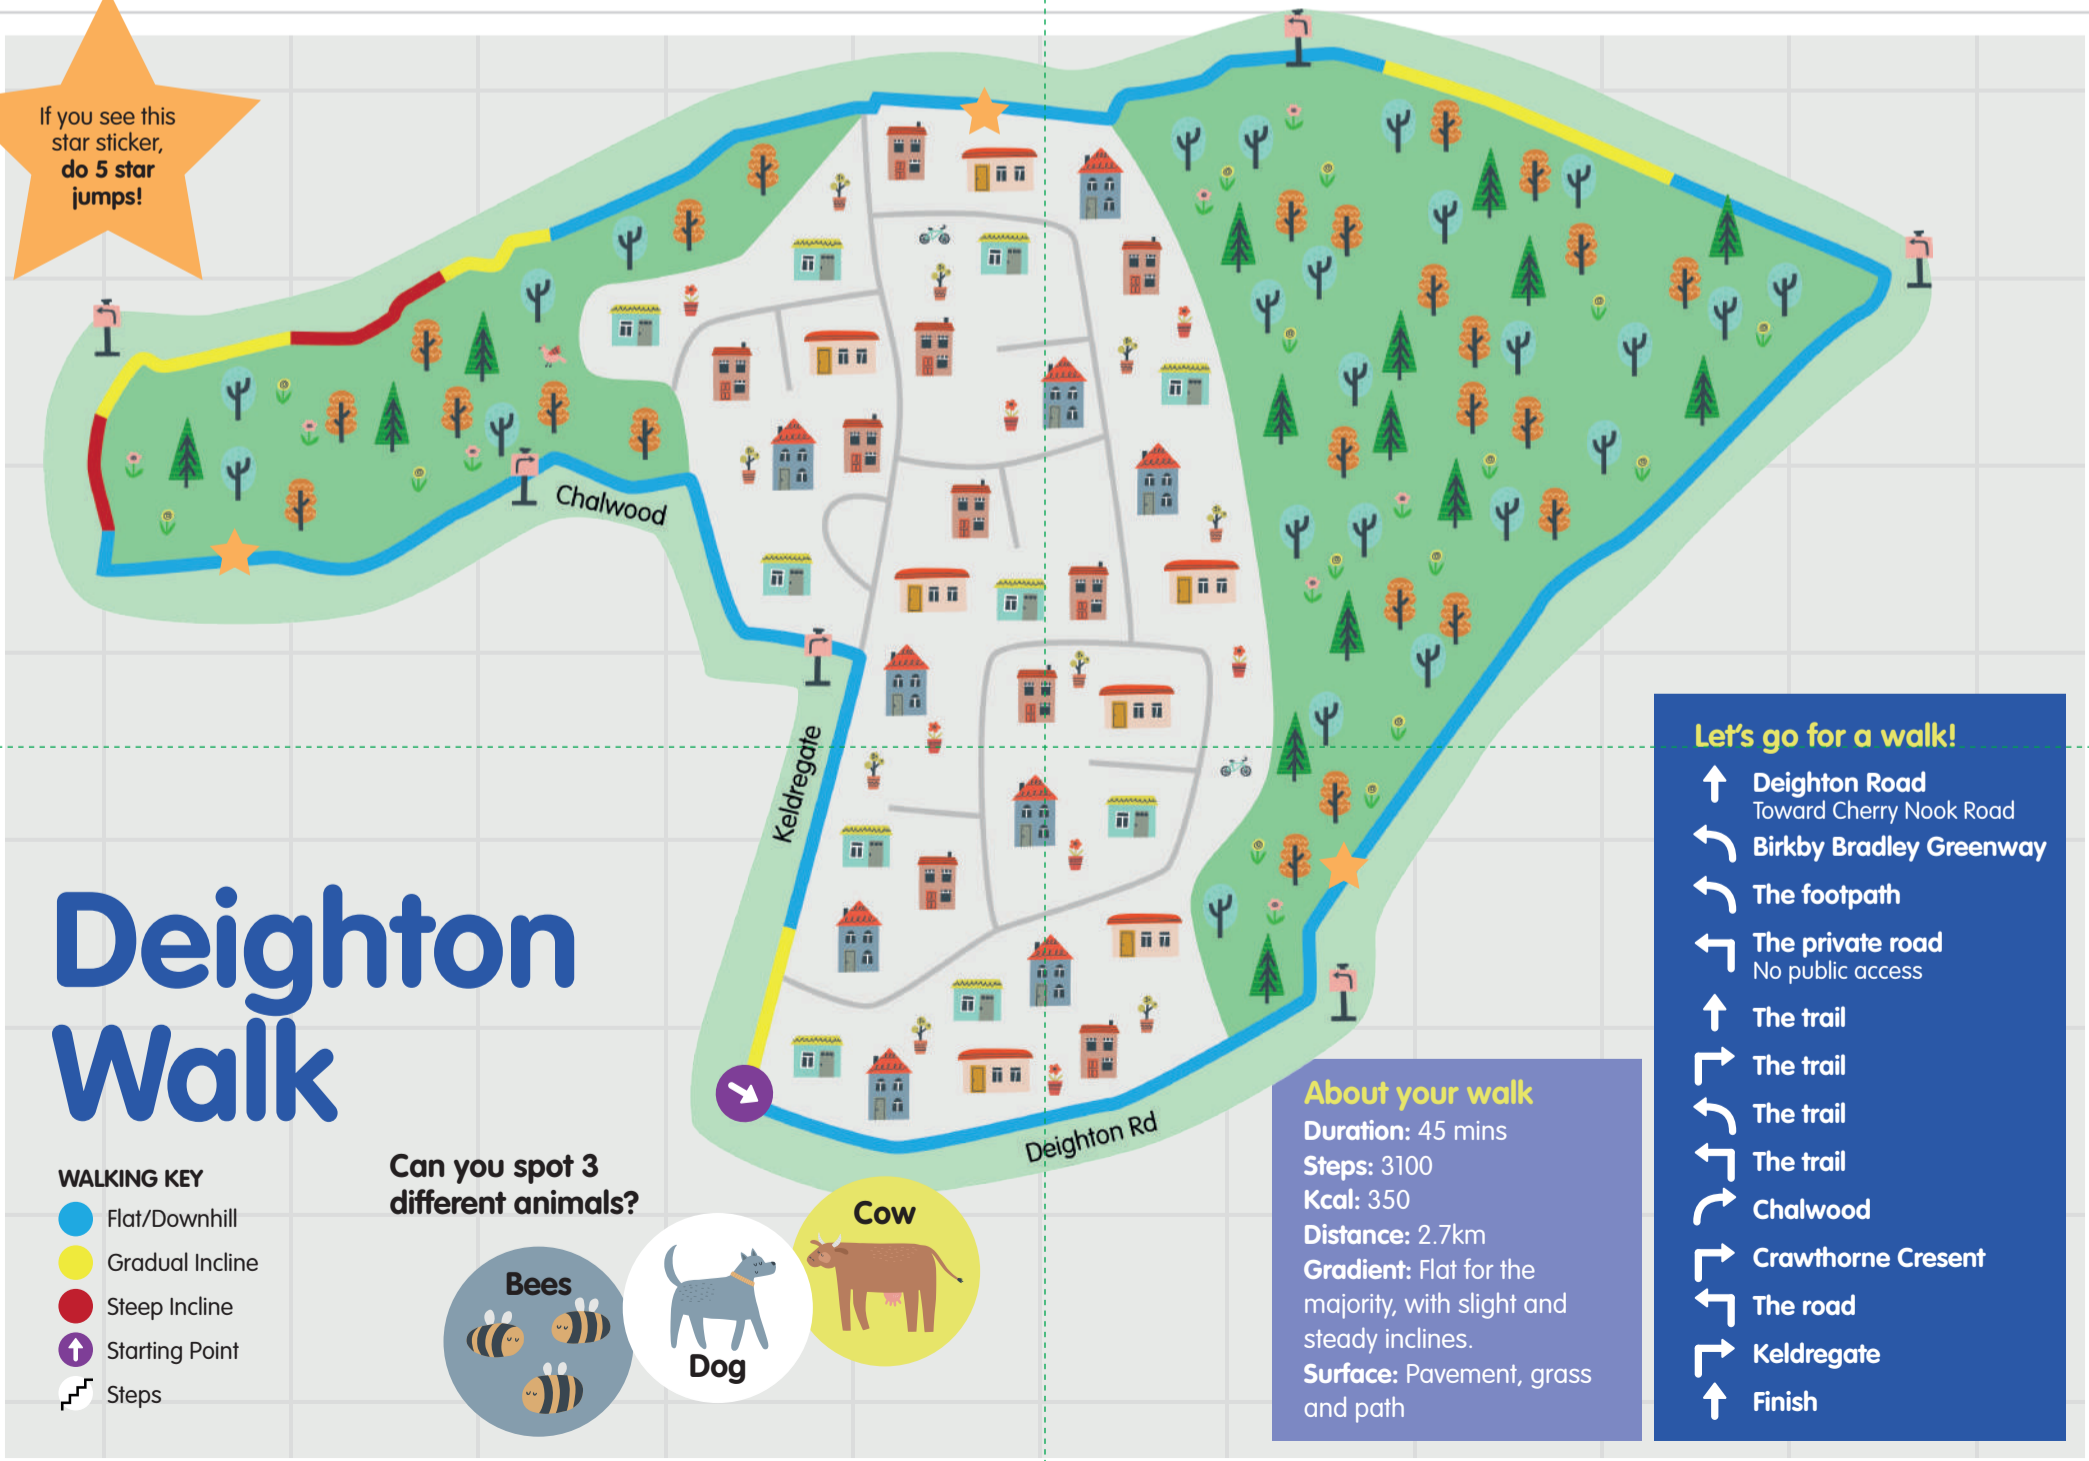 If you see this
star sticker,
do 5 star
jumps!
Chalwood
Keldregate
Deighton Rd
Deighton
Walk
WALKING KEY
Flat/Downhill
Gradual Incline
Steep Incline
Starting Point
Steps
Can you spot 3
different animals?
Bees
Dog
Cow
About your walk
Duration: 45 mins
Steps: 3100
Kcal: 350
Distance: 2.7km
Gradient: Flat for the
majority, with slight and
steady inclines.
Surface: Pavement, grass
and path
Let's go for a walk!
Deighton Road
Toward Cherry Nook Road
Birkby Bradley Greenway
The footpath
The private road
No public access
The trail
The trail
The trail
The trail
Chalwood
Crawthorne Cresent
The road
Keldregate
Finish